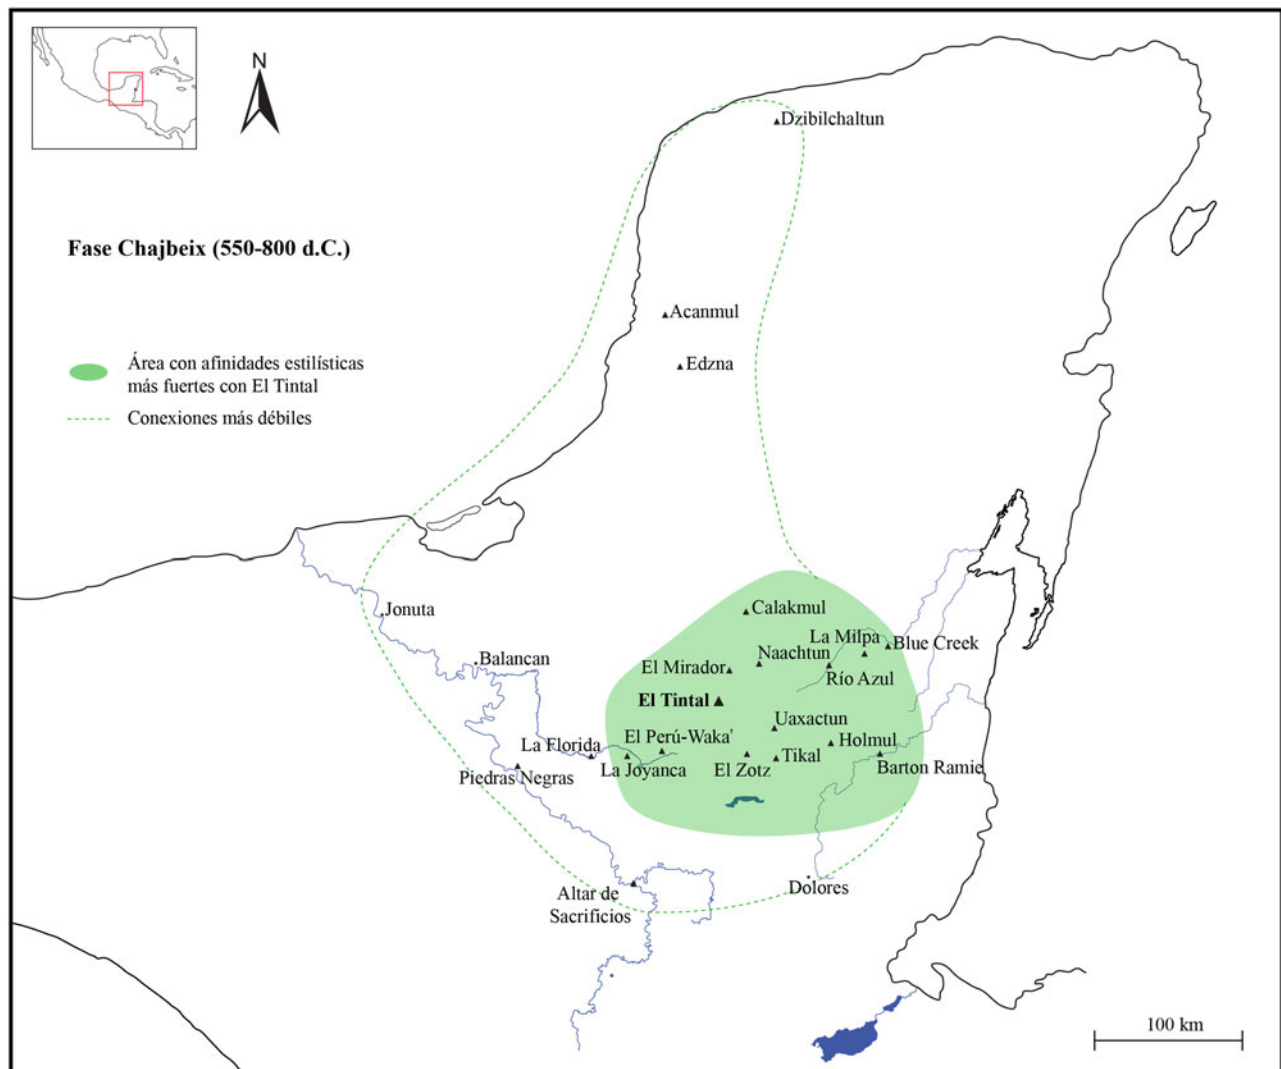 N
Dzibilchaltun
Fase Chajbeix (550-800 d.C.)
Acanmul
Edzna
Área con afinidades estilísticas
más fuertes con El Tintal
Conexiones más débiles
Calakmul
Jonuta
La Milpa
Blue Creek
Naachtun
Balancan
El Mirador
Río Azul
El Tintal
Uaxactun
El Perú-Waka'
Holmul
La Florida
Tikal
La Joyanca
El Zotz
Barton Ramie
Piedras Negras
Dolores
Altar de
Sacrificios
100 km